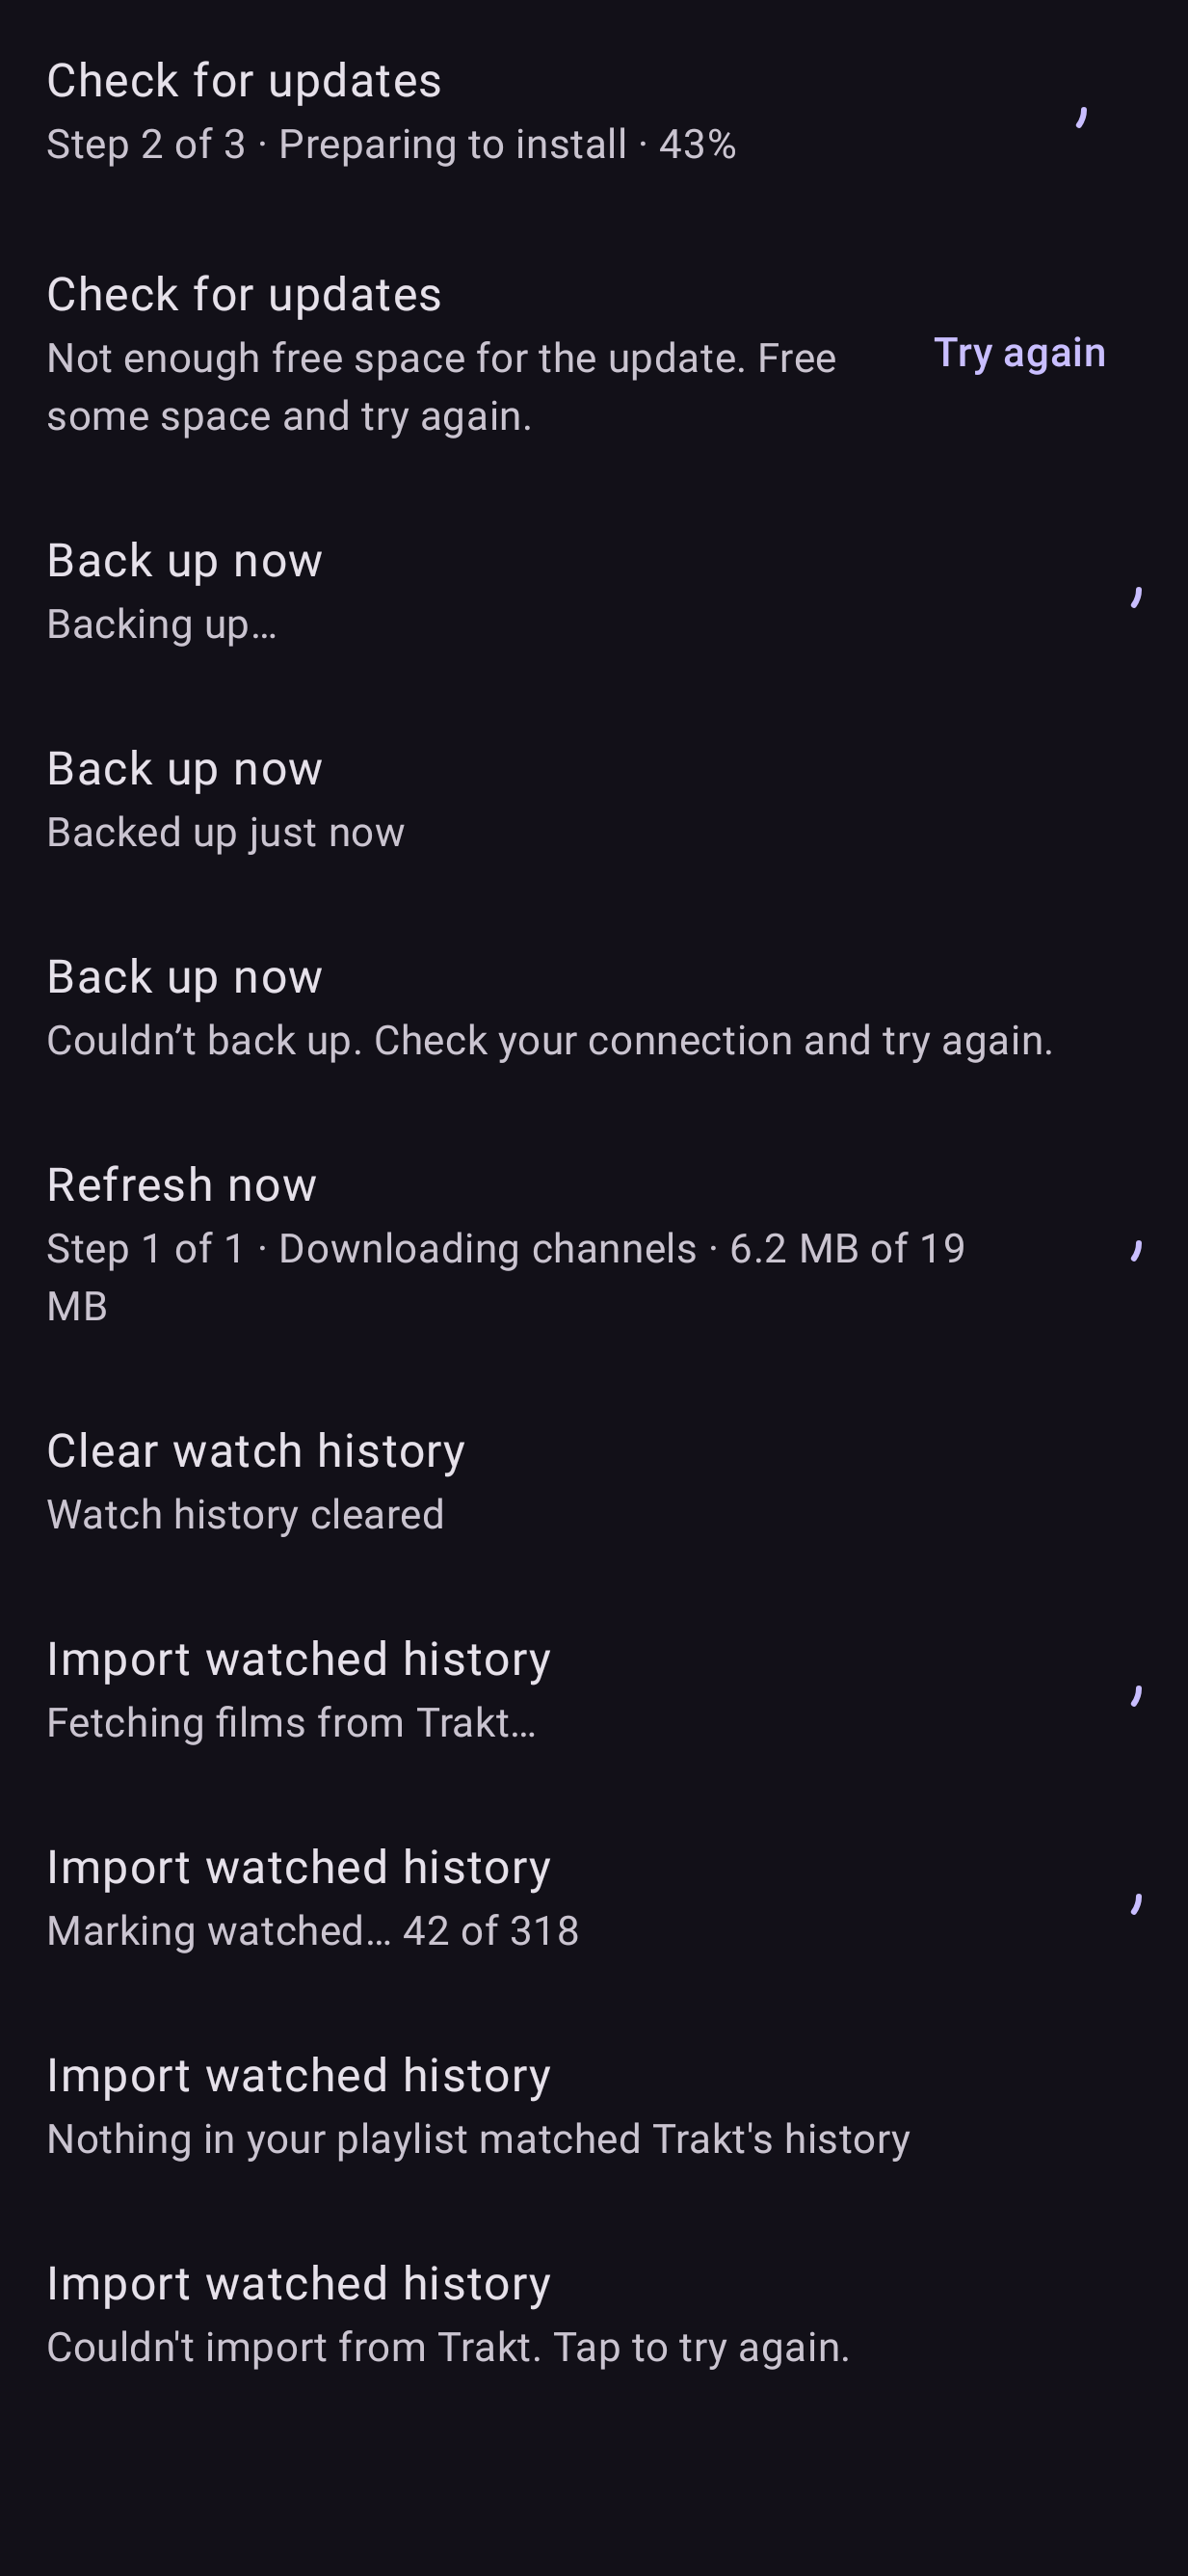 Check for updates
Step 2 of 3 · Preparing to install · 43%
Check for updates
Not enough free space for the update. Free
some space and try again.
Try again
Back up now
Backing up…
Back up now
Backed up just now
Back up now
Couldn’t back up. Check your connection and try again.
Refresh now
Step 1 of 1 · Downloading channels · 6.2 MB of 19
MB
Clear watch history
Watch history cleared
Import watched history
Fetching films from Trakt…
Import watched history
Marking watched… 42 of 318
Import watched history
Nothing in your playlist matched Trakt's history
Import watched history
Couldn't import from Trakt. Tap to try again.